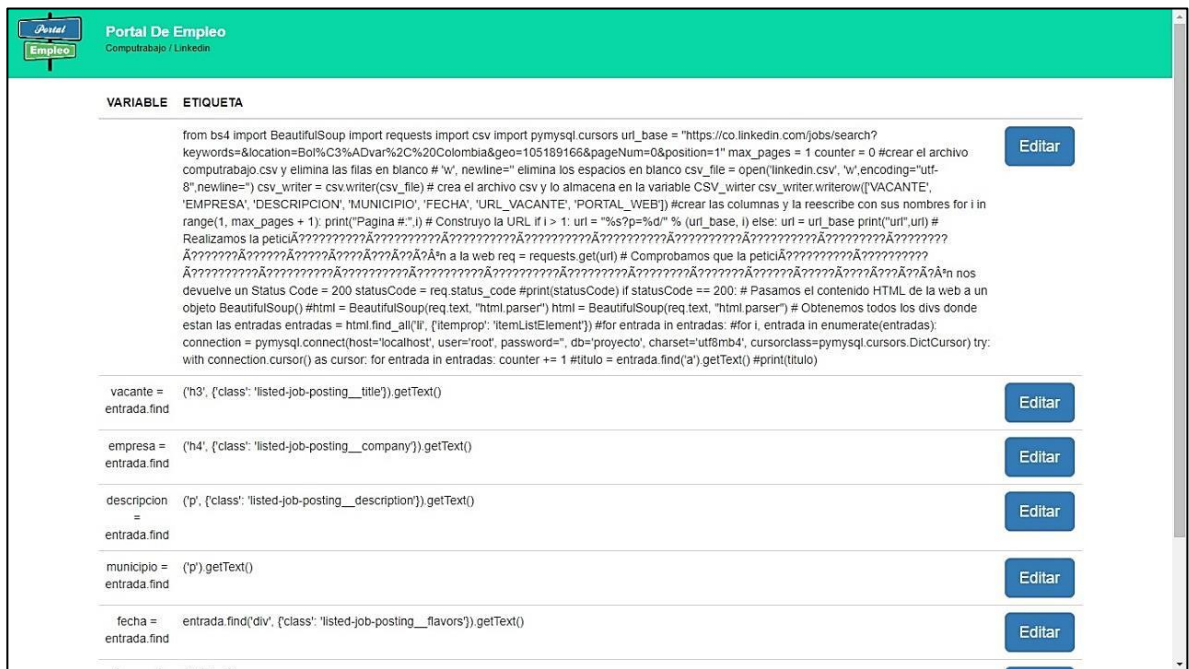 Portal
Empleo
Portal De Empleo
Computrabajo / Linkedin
VARIABLE ETIQUETA
from bs4 import BeautifulSoup import requests import csv import pymysql.cursors url_base = "https://co.linkedin.com/jobs/search?
keywords=&location=Bol%C3%ADvar%2C%20Colombia&geo=105189166&pageNum=0&position=1" max_pages = 1 counter = 0 #crear el archivo
computrabajo.csv y elimina las filas en blanco # 'w', newline='' elimina los espacios en blanco csv_file = open('linkedin.csv', 'w',encoding="utf-
8",newline='') csv_writer = csv.writer(csv_file) # crea el archivo csv y lo almacena en la variable CSV_wirter csv_writer.writerow(['VACANTE',
'EMPRESA', 'DESCRIPCION', 'MUNICIPIO', 'FECHA', 'URL_VACANTE', 'PORTAL_WEB']) #crear las columnas y la reescribe con sus nombres for i in
range(1, max_pages + 1): print("Pagina #:",i) # Construyo la URL if i > 1: url = "%s?p=%d/" % (url_base, i) else: url = url_base print("url",url) #
Realizamos la peticiÃ??????????Ã??????????Ã??????????Ã??????????Ã??????????Ã??????????Ã??????????Ã?????????Ã????????
Ã???????Ã??????Ã?????Ã????Ã???Ã??Ã?Âªn a la web req = requests.get(url) # Comprobamos que la peticiÃ??????????Ã??????????
Ã??????????Ã??????????Ã??????????Ã??????????Ã??????????Ã?????????Ã????????Ã???????Ã??????Ã?????Ã????Ã???Ã??Ã?Âªn nos
devuelve un Status Code = 200 statusCode = req.status_code #print(statusCode) if statusCode == 200: # Pasamos el contenido HTML de la web a un
objeto BeautifulSoup() #html = BeautifulSoup(req.text, "html.parser") html = BeautifulSoup(req.text, "html.parser") # Obtenemos todos los divs donde
estan las entradas entradas = html.find_all('li', {'itemprop': 'itemListElement'}) #for entrada in entradas: #for i, entrada in enumerate(entradas):
connection = pymysql.connect(host='localhost', user='root', password='', db='proyecto', charset='utf8mb4', cursorclass=pymysql.cursors.DictCursor) try:
with connection.cursor() as cursor: for entrada in entradas: counter += 1 #titulo = entrada.find('a').getText() #print(titulo)
Editar
vacante = ('h3', {'class': 'listed-job-posting__title'}).getText()
entrada.find
Editar
empresa = ('h4', {'class': 'listed-job-posting__company'}).getText()
entrada.find
Editar
descripcion ('p', {'class': 'listed-job-posting__description'}).getText()
=
entrada.find
Editar
municipio = ('p').getText()
entrada.find
Editar
fecha = entrada.find('div', {'class': 'listed-job-posting__flavors'}).getText()
entrada.find
Editar